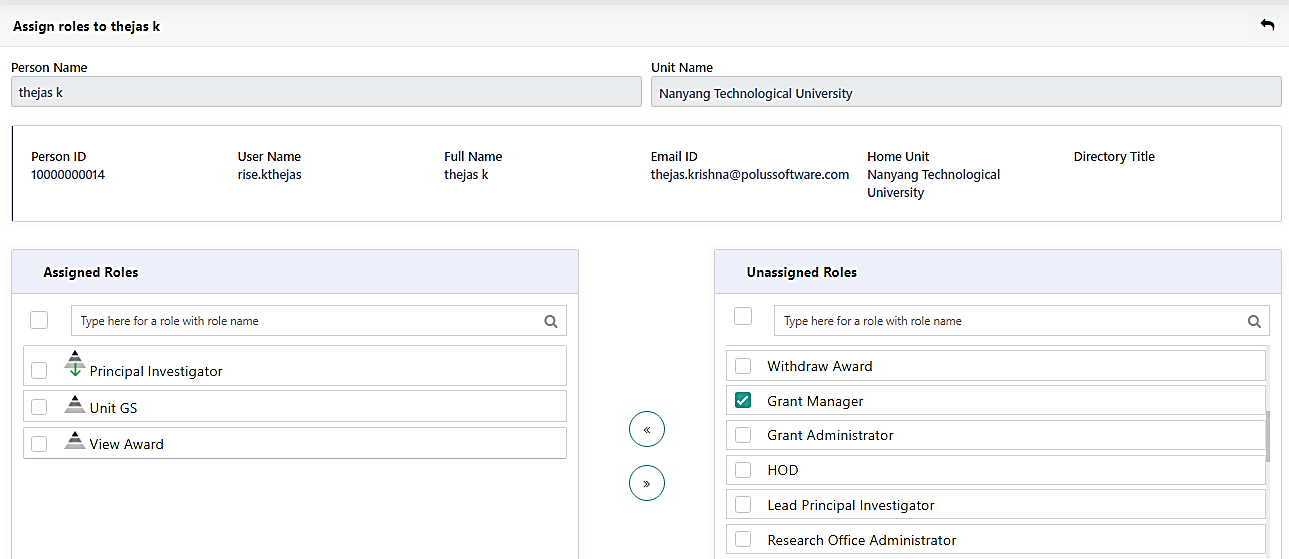 Assign roles to thejas k
Person Name
Unit Name
thejas k
Nanyang Technological University
Person ID
User Name
Full Name
Email ID
Home Unit
Directory Title
10000000014
rise.kthejas
thejas k
thejas.krishna@polussoftware.com
Nanyang Technological
University
Assigned Roles
Type here for a role with role name
Principal Investigator
Unit GS
View Award
«
»
Unassigned Roles
Type here for a role with role name
Withdraw Award
Grant Manager
Grant Administrator
HOD
Lead Principal Investigator
Research Office Administrator